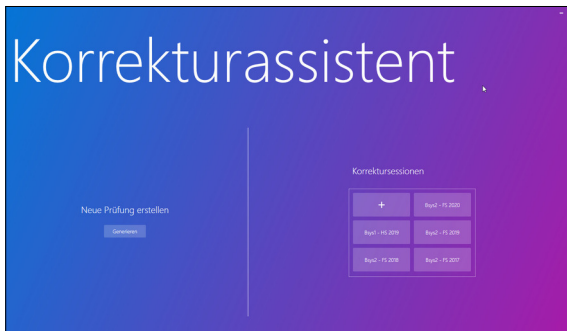 Korrekturassistent
Neue Prüfung erstellen
Generieren
Korrektursessionen
+
Bsys2 - FS 2020
Bsys1 - HS 2019
Bsys2 - FS 2019
Bsys2 - FS 2018
Bsys2 - FS 2017